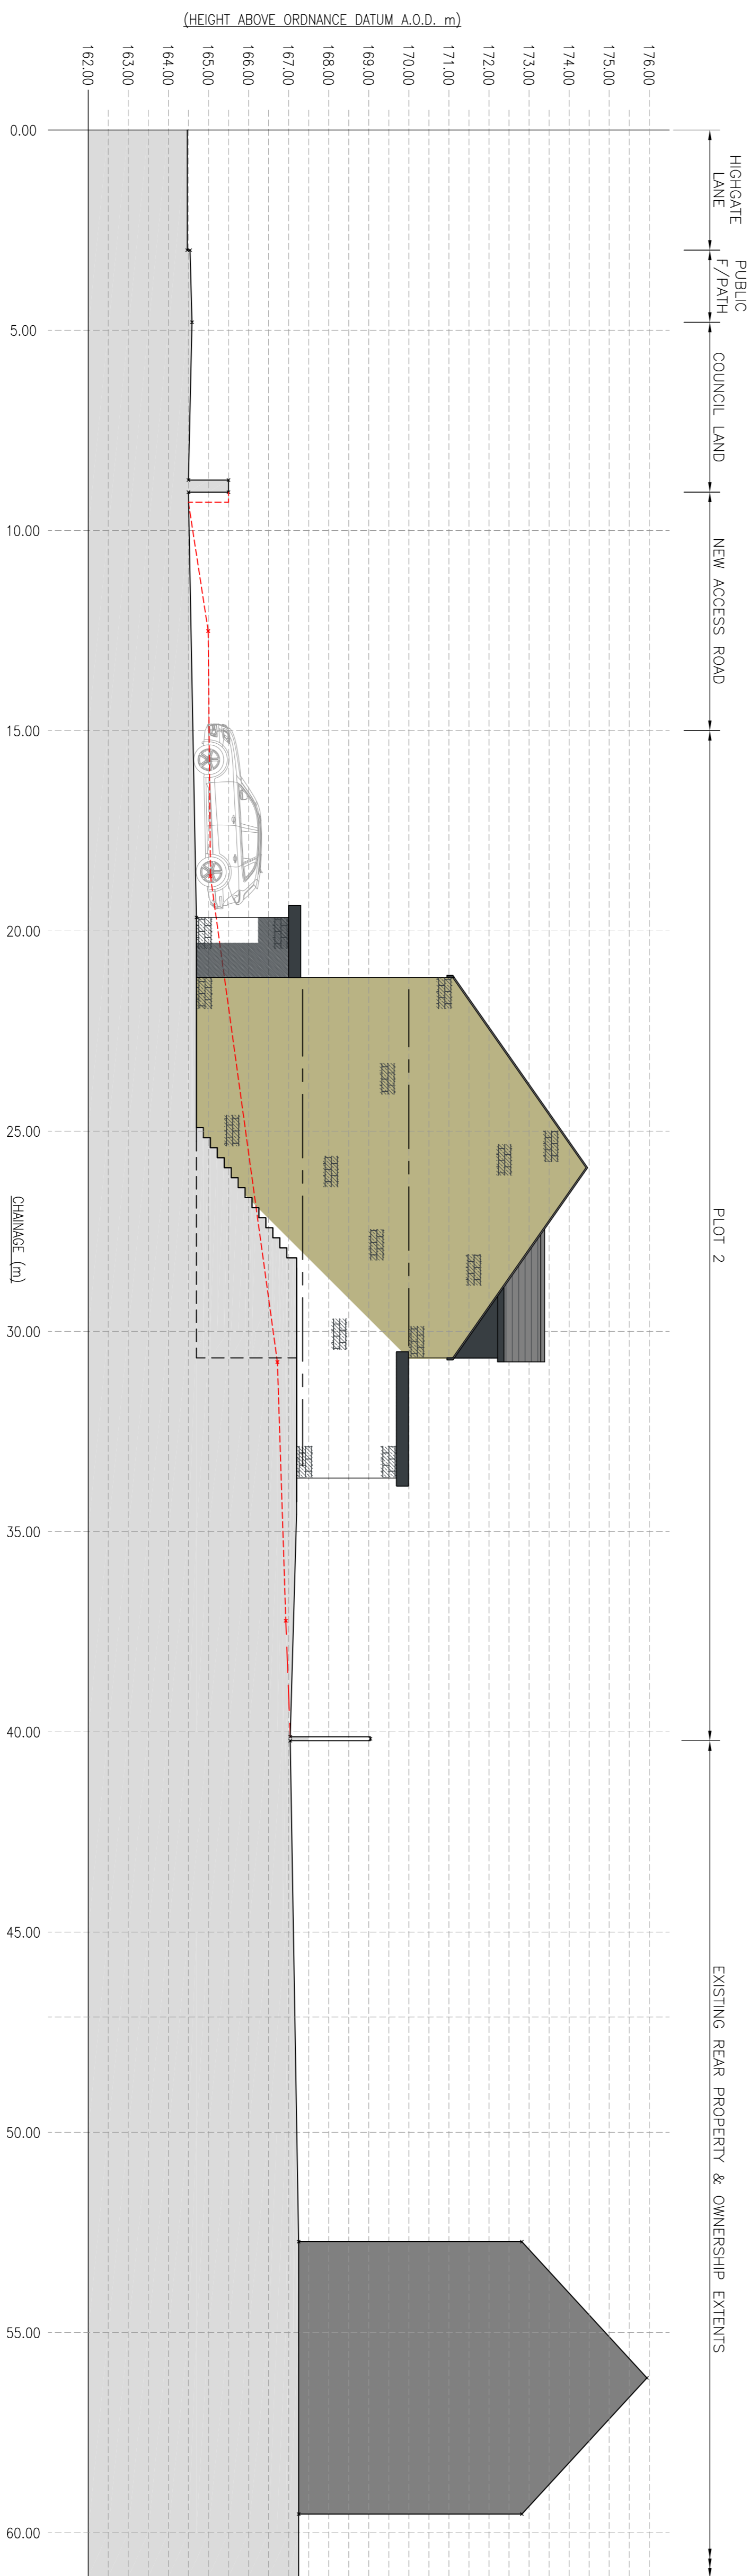 HIGHGATE
LANE
PUBLIC
F/PATH
COUNCIL LAND
NEW ACCESS ROAD
PLOT 2
EXISTING REAR PROPERTY & OWNERSHIP EXTENTS
176.00
175.00
174.00
173.00
172.00
171.00
170.00
169.00
168.00
167.00
166.00
165.00
164.00
163.00
162.00
(HEIGHT ABOVE ORDNANCE DATUM A.O.D. m)
0.00
5.00
10.00
15.00
20.00
25.00
30.00
35.00
40.00
45.00
50.00
55.00
60.00
CHAINAGE (m)